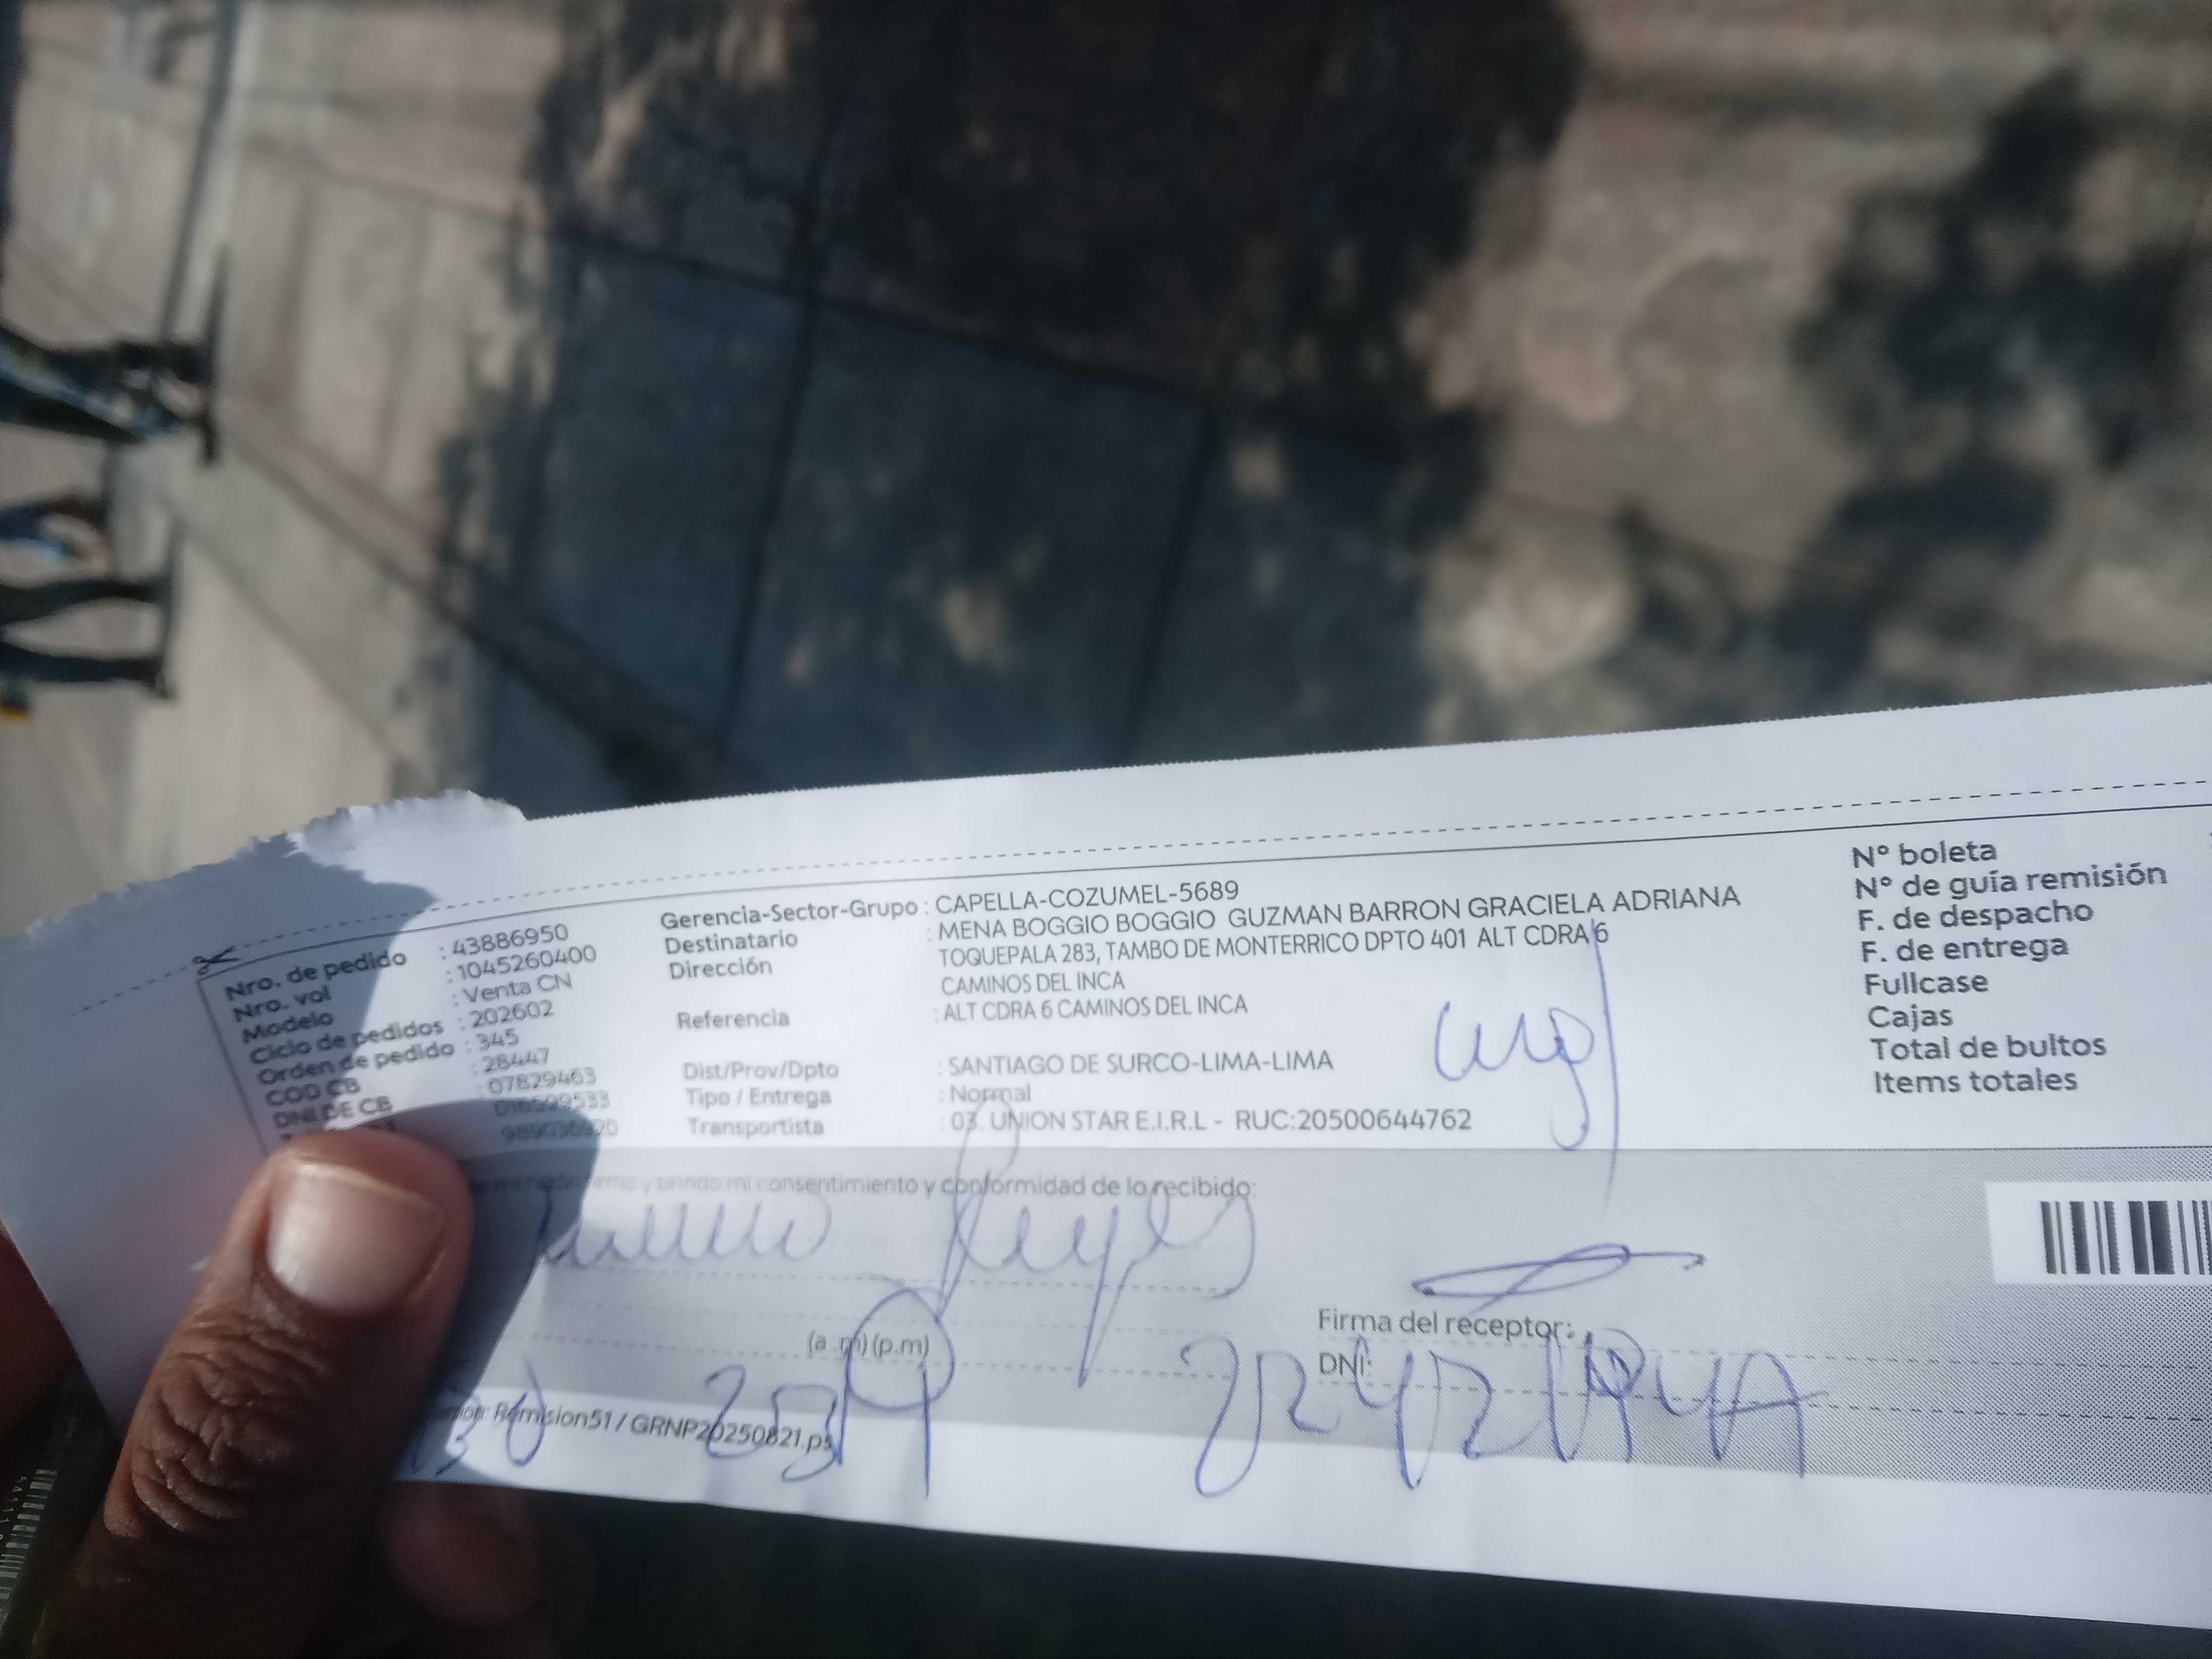 Nro. de pedido : 43886950
Nro. vol : 1045260400
Modelo : Venta CN
Ciclo de pedidos : 202602
Orden de pedido : 345
COD CB : 28447
DNI DE CB : 07829463
016599533
989036920
Gerencia-Sector-Grupo : CAPELLA-COZUMEL-5689
Destinatario : MENA BOGGIO BOGGIO GUZMAN BARRON GRACIELA ADRIANA
Dirección : TOQUEPALA 283, TAMBO DE MONTERRICO DPTO 401 ALT CDRA 6
CAMINOS DEL INCA
Referencia : ALT CDRA 6 CAMINOS DEL INCA
Dist/Prov/Dpto : SANTIAGO DE SURCO-LIMA-LIMA
Tipo / Entrega : Normal
Transportista : 03. UNION STAR E.I.R.L - RUC:20500644762
Nº boleta
Nº de guía remisión
F. de despacho
F. de entrega
Fullcase
Cajas
Total de bultos
Items totales
y brindo mi consentimiento y conformidad de lo recibido:
Reyes
(a.m)(p.m)
Firma del receptor:
DNI:
Remision51 / GRNP20250821.ps